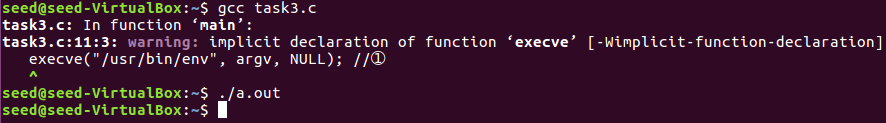 seed@seed-VirtualBox:~$ gcc task3.c
task3.c: In function ‘main’:
task3.c:11:3: warning: implicit declaration of function ‘execve’ [-Wimplicit-function-declaration]
   execve("/usr/bin/env", argv, NULL); //①
   ^
seed@seed-VirtualBox:~$ ./a.out
seed@seed-VirtualBox:~$